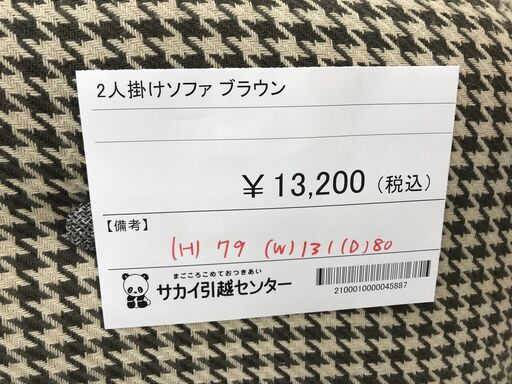 2人掛けソファ ブラウン
￥13,200（税込）
【備考】
(H) 79 (W) 131 (D) 80
まごころこめておつきあい
サカイ引越センター
2100010000045887